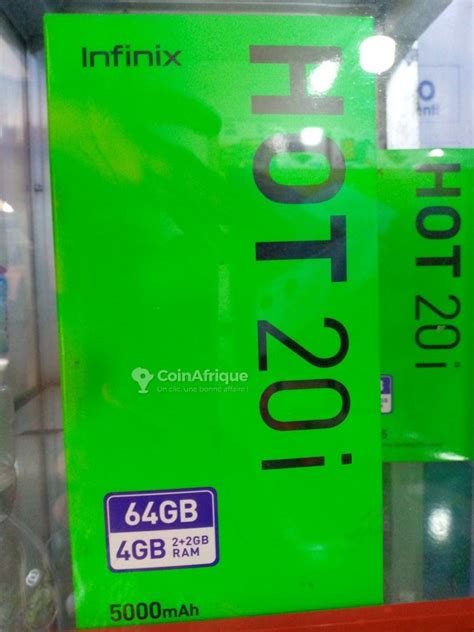 Infinix
HOT 20i
CoinAfrique
Un clic, une bonne affaire !
64GB
4GB 2+2GB RAM
5000mAh
HOT 20i